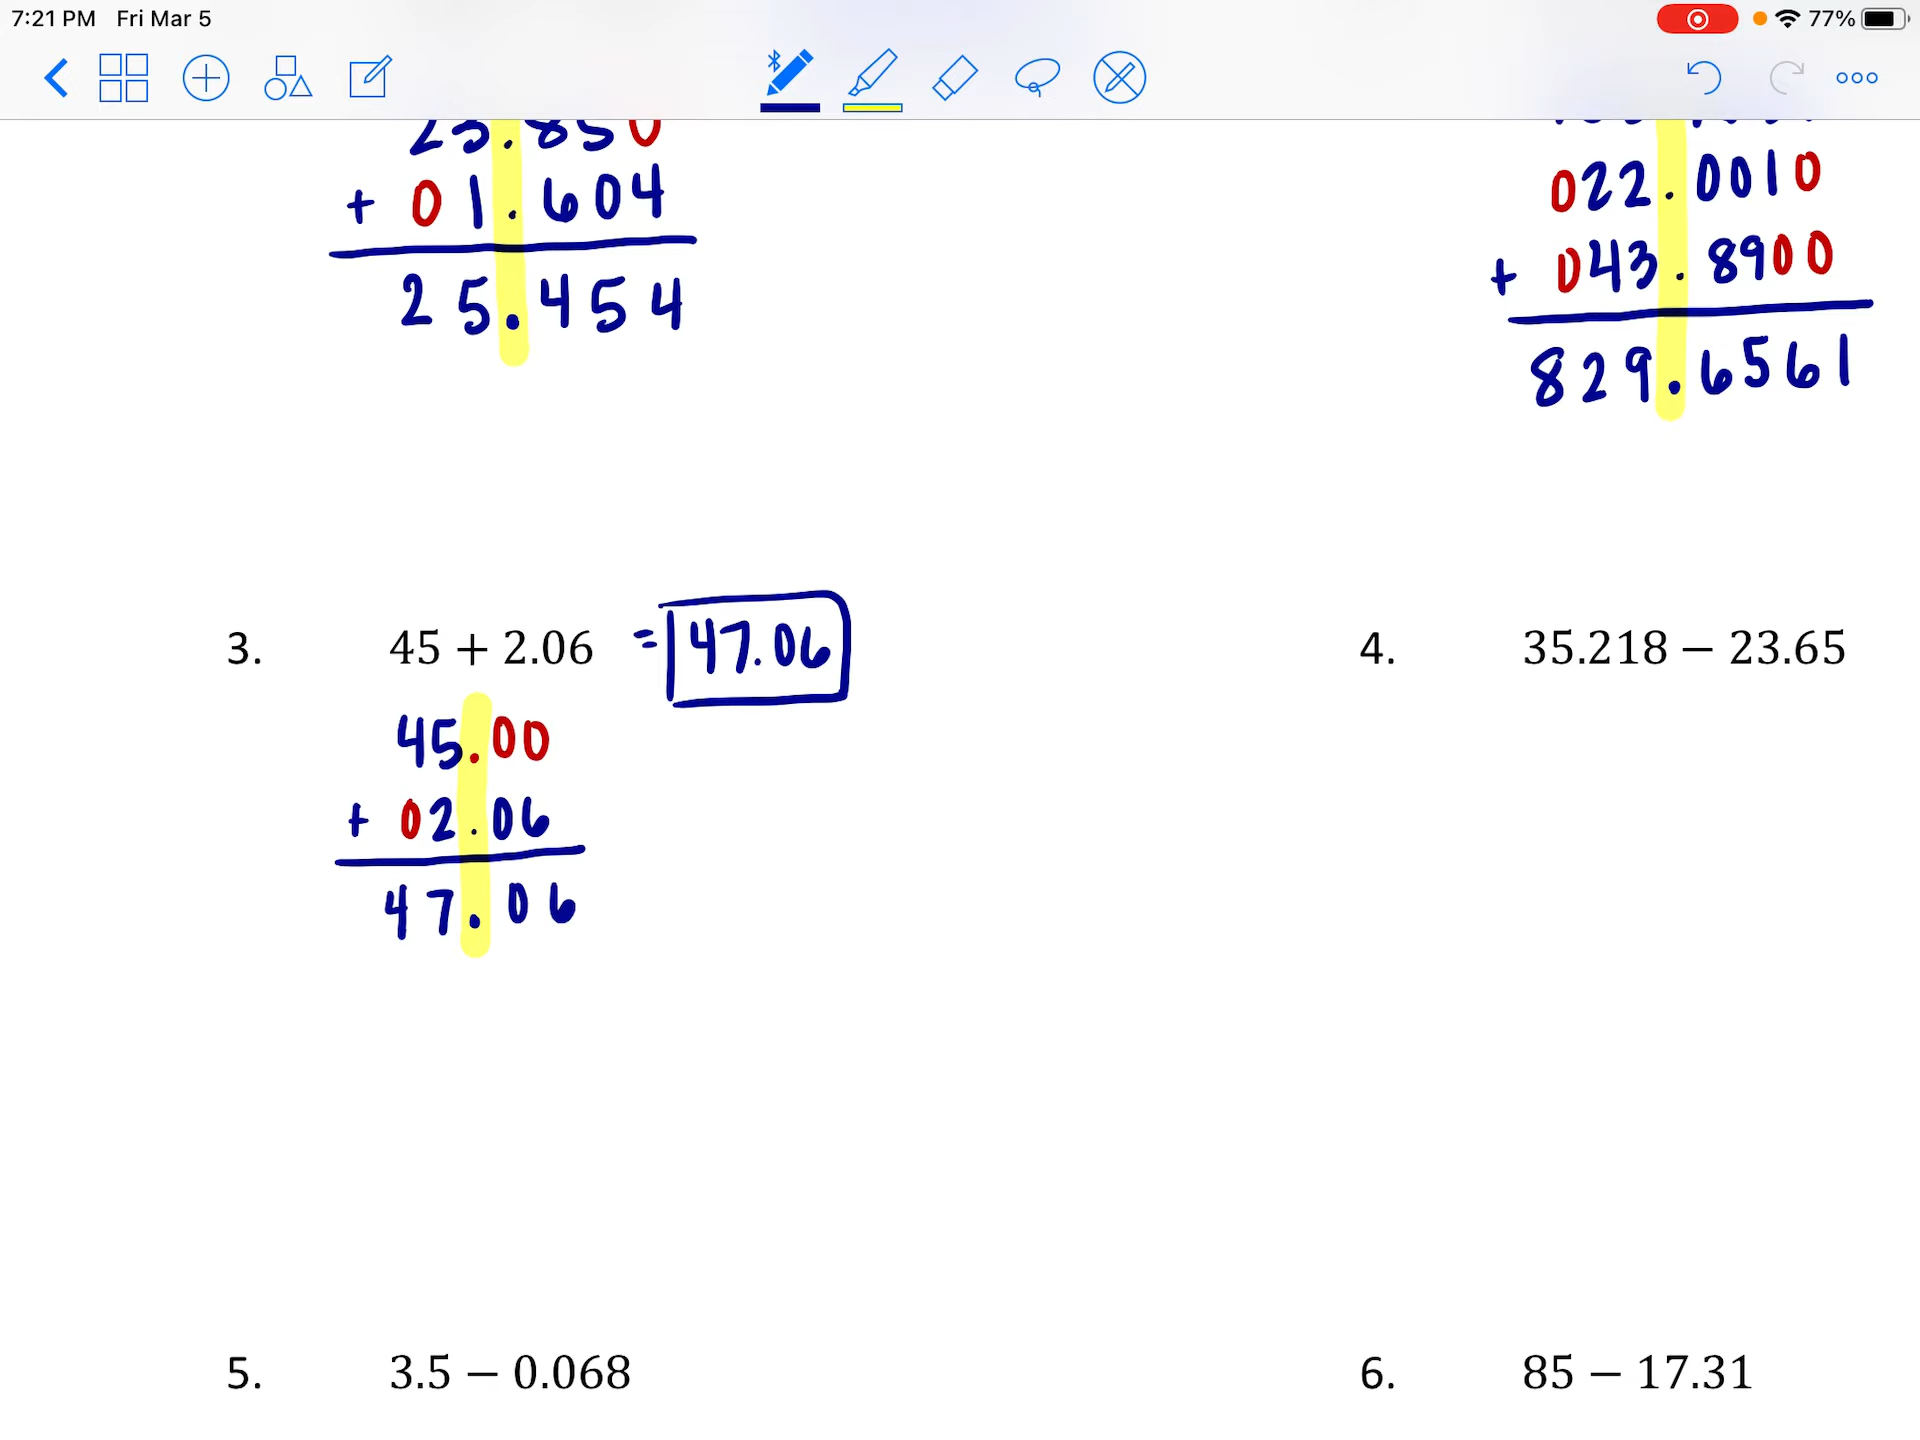 7:21 PM Fri Mar 5
77%
23.850
+ 01.604
25.454
022.0010
+ 043.8900
829.6561
3. 45 + 2.06 = 47.06
45.00
+ 02.06
47.06
4. 35.218 − 23.65
5. 3.5 − 0.068
6. 85 − 17.31